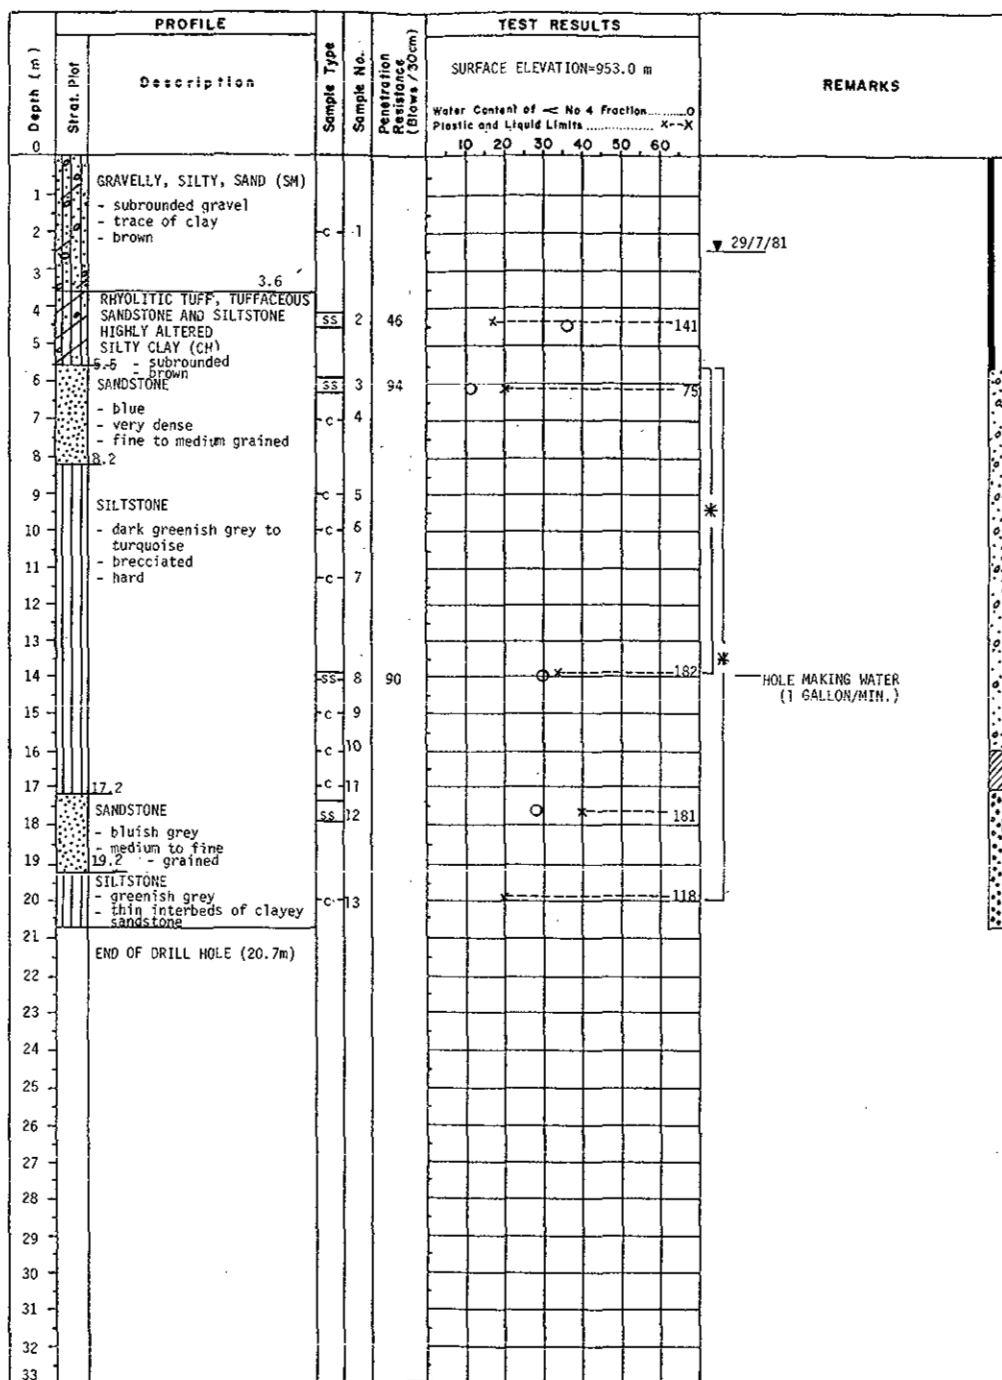 PROFILE
TEST RESULTS
Depth (m)
0
Strat. Plot
Description
Sample Type
Sample No.
Penetration
Resistance
(Blows /30cm)
SURFACE ELEVATION=953.0 m
Water Content of < No 4 Fraction........O
Plastic and Liquid Limits ................ X--X
10 20 30 40 50 60
REMARKS
GRAVELLY, SILTY, SAND (SM)
1
- subrounded gravel
- trace of clay
2 - brown C 1
29/7/81
3
3.6
RHYOLITIC TUFF, TUFFACEOUS
4 SANDSTONE AND SILTSTONE SS 2 46 x 141
HIGHLY ALTERED
5 SILTY CLAY (CH)
5.5 - subrounded
- brown
6 SANDSTONE SS 3 94 x 75
- blue
7 - very dense C 4
- fine to medium grained
8
8.2
9 C 5
SILTSTONE
*
10 - dark greenish grey to C 6
turquoise
11 - brecciated
- hard C 7
12
13
*
14 SS 8 90 x 182 HOLE MAKING WATER
(1 GALLON/MIN.)
15 C 9
16 C 10
17 C 11
17.2
SANDSTONE SS 12 x 181
18 - bluish grey
- medium to fine
19 19.2 - grained
SILTSTONE
20 - greenish grey C 13 x 118
- thin interbeds of clayey
sandstone
21
END OF DRILL HOLE (20.7m)
22
23
24
25
26
27
28
29
30
31
32
33